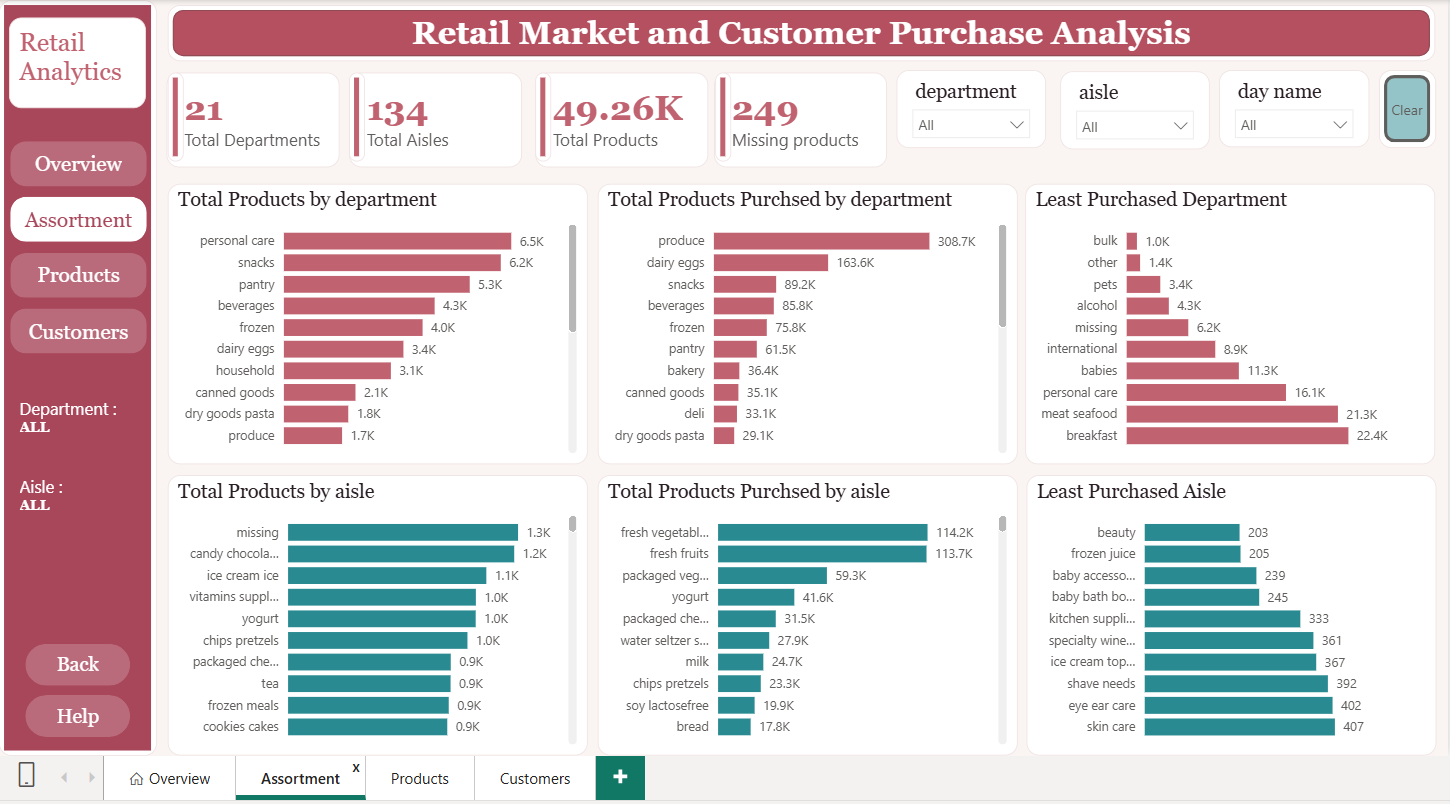 Retail
Analytics
Overview
Assortment
Products
Customers
Department :
ALL
Aisle :
ALL
Back
Help
Retail Market and Customer Purchase Analysis
21
Total Departments
134
Total Aisles
49.26K
Total Products
249
Missing products
department
All
aisle
All
day name
All
Clear
Total Products by department
personal care 6.5K
snacks 6.2K
pantry 5.3K
beverages 4.3K
frozen 4.0K
dairy eggs 3.4K
household 3.1K
canned goods 2.1K
dry goods pasta 1.8K
produce 1.7K
Total Products Purchsed by department
produce 308.7K
dairy eggs 163.6K
snacks 89.2K
beverages 85.8K
frozen 75.8K
pantry 61.5K
bakery 36.4K
canned goods 35.1K
deli 33.1K
dry goods pasta 29.1K
Least Purchased Department
bulk 1.0K
other 1.4K
pets 3.4K
alcohol 4.3K
missing 6.2K
international 8.9K
babies 11.3K
personal care 16.1K
meat seafood 21.3K
breakfast 22.4K
Total Products by aisle
missing 1.3K
candy chocola... 1.2K
ice cream ice 1.1K
vitamins suppl... 1.0K
yogurt 1.0K
chips pretzels 1.0K
packaged che... 0.9K
tea 0.9K
frozen meals 0.9K
cookies cakes 0.9K
Total Products Purchsed by aisle
fresh vegetabl... 114.2K
fresh fruits 113.7K
packaged veg... 59.3K
yogurt 41.6K
packaged che... 31.5K
water seltzer s... 27.9K
milk 24.7K
chips pretzels 23.3K
soy lactosefree 19.9K
bread 17.8K
Least Purchased Aisle
beauty 203
frozen juice 205
baby accesso... 239
baby bath bo... 245
kitchen suppli... 333
specialty wine... 361
ice cream top... 367
shave needs 392
eye ear care 402
skin care 407
Overview
Assortment x
Products
Customers
+